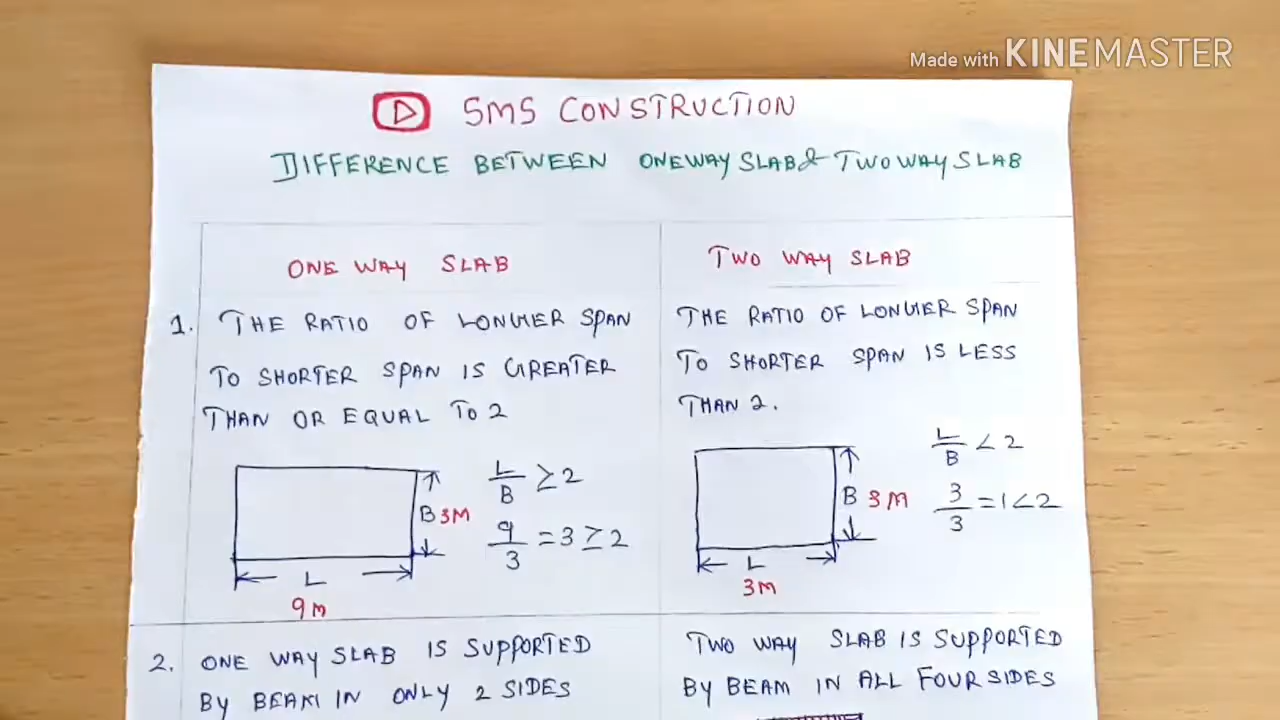 Made with KINEMASTER
SMS CONSTRUCTION
DIFFERENCE BETWEEN ONEWAY SLAB & TWO WAY SLAB
ONE WAY SLAB
1. THE RATIO OF LONGER SPAN
TO SHORTER SPAN IS GREATER
THAN OR EQUAL TO 2
L/B ≥ 2
B 3M
9/3 = 3 ≥ 2
L
9M
TWO WAY SLAB
THE RATIO OF LONGER SPAN
TO SHORTER SPAN IS LESS
THAN 2.
L/B < 2
B 3M
3/3 = 1 < 2
L
3M
2. ONE WAY SLAB IS SUPPORTED
BY BEAM IN ONLY 2 SIDES
TWO WAY SLAB IS SUPPORTED
BY BEAM IN ALL FOUR SIDES